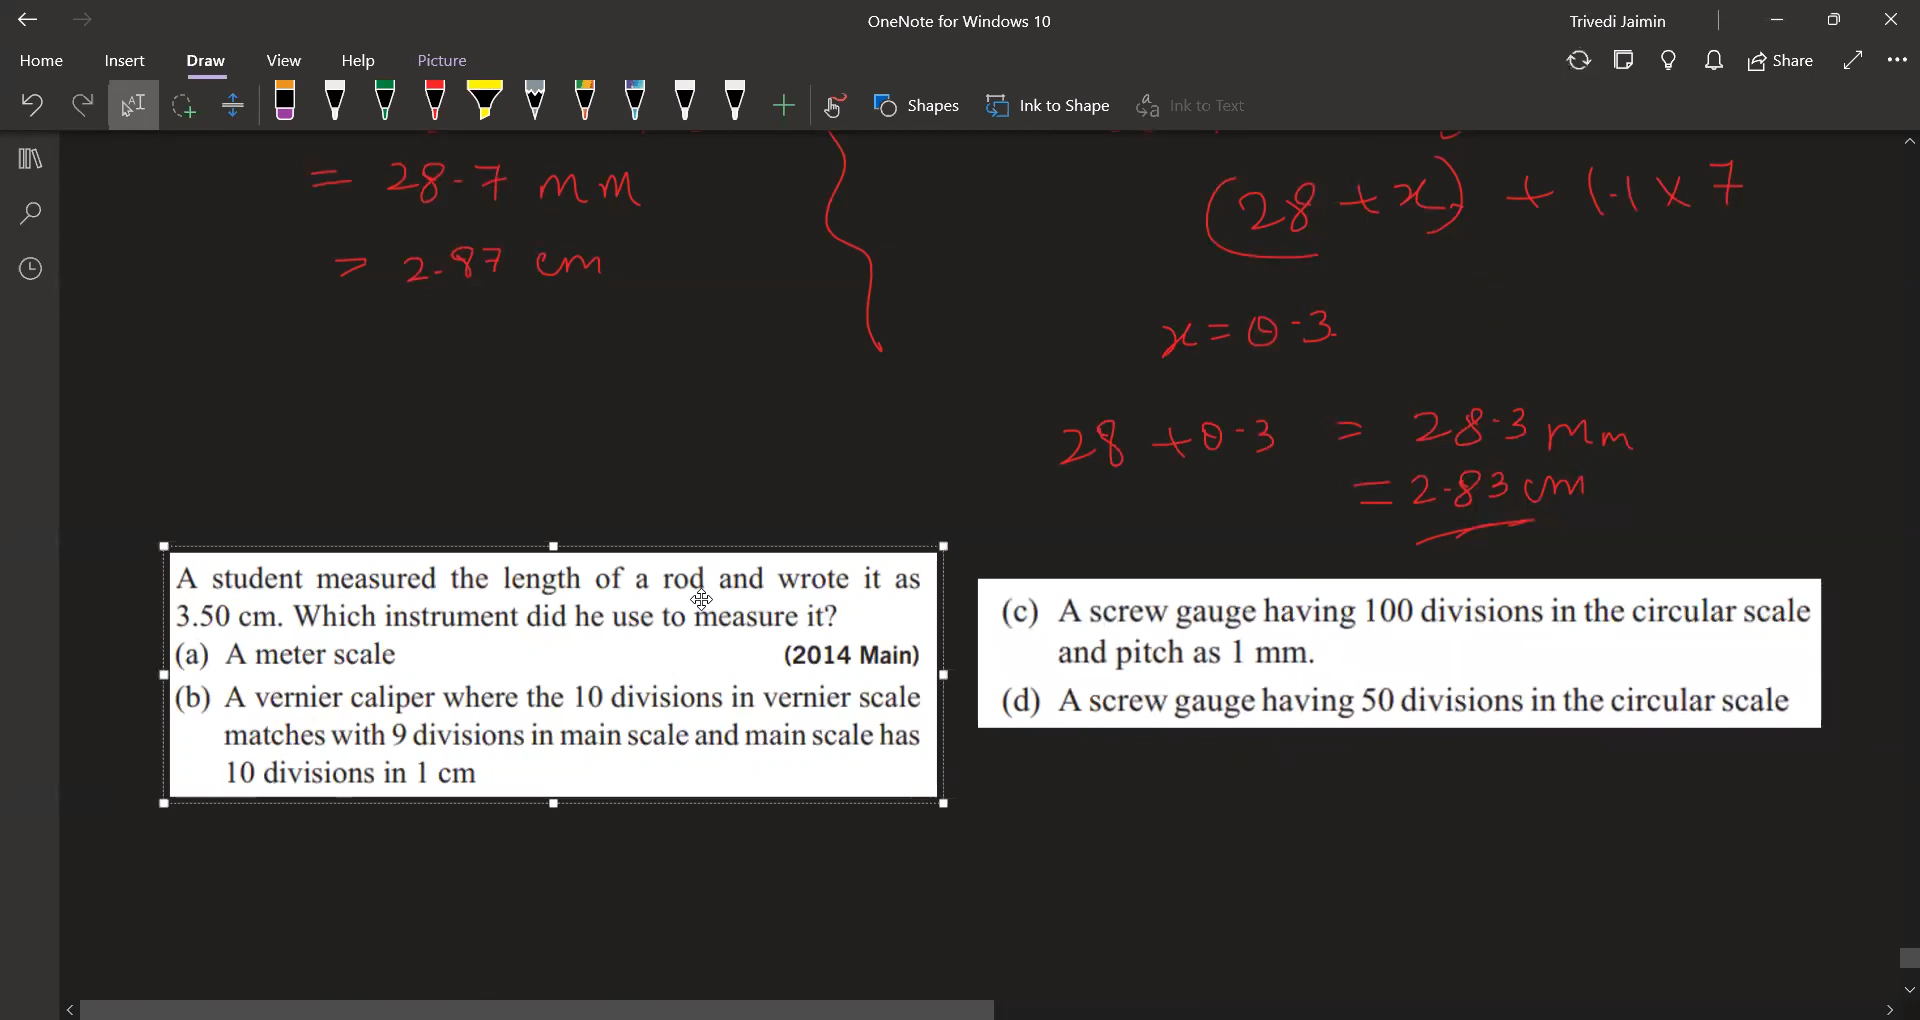 OneNote for Windows 10
Trivedi Jaimin
Home Insert Draw View Help Picture
Share
Shapes Ink to Shape Ink to Text
= 28.7 mm
= 2.87 cm
(28 + x) + 1.1 x 7
x = 0.3
28 + 0.3 = 28.3 mm
= 2.83 cm
A student measured the length of a rod and wrote it as
3.50 cm. Which instrument did he use to measure it?
(a) A meter scale (2014 Main)
(b) A vernier caliper where the 10 divisions in vernier scale
matches with 9 divisions in main scale and main scale has
10 divisions in 1 cm
(c) A screw gauge having 100 divisions in the circular scale
and pitch as 1 mm.
(d) A screw gauge having 50 divisions in the circular scale